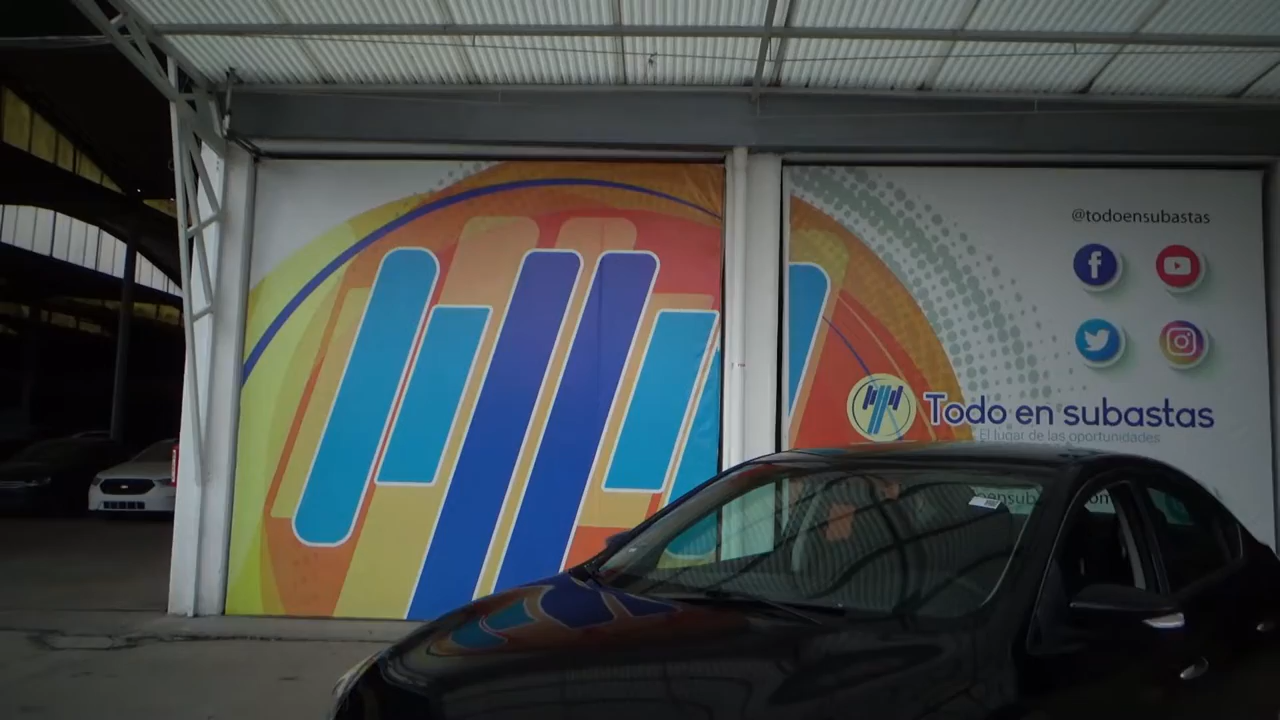 @todoensubastas
Todo en subastas
El lugar de las oportunidades